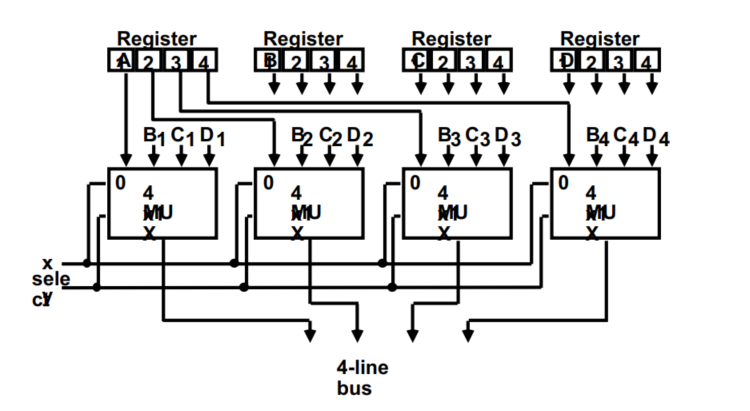 Register Register Register Register
A 2 3 4 B 2 3 4 C 2 3 4 D 2 3 4
B1 C1 D1 B2 C2 D2 B3 C3 D3 B4 C4 D4
0 0 0 0
4 4 4 4
MU MU MU MU
X X X X
x
sele
y
4-line
bus